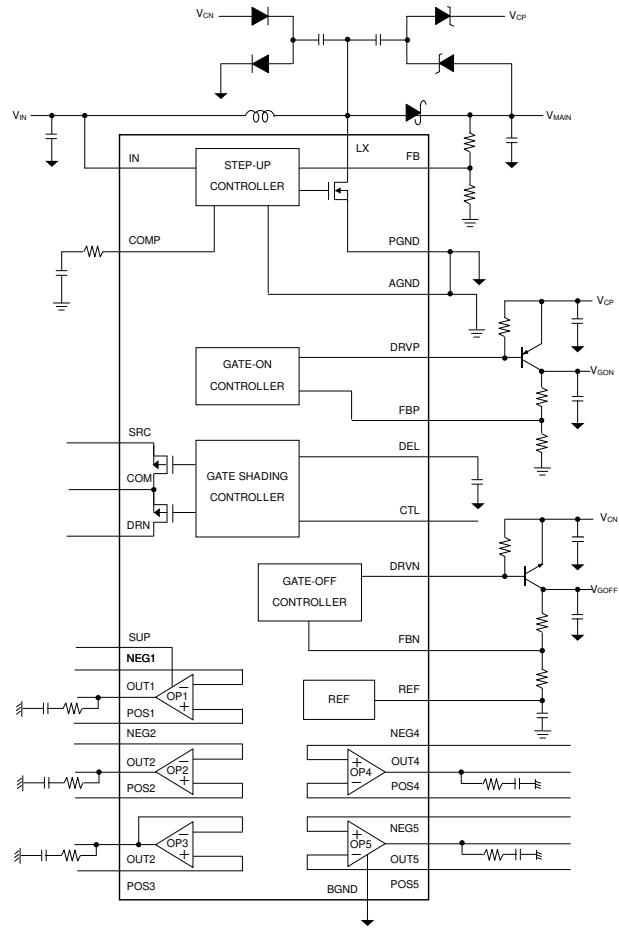 VCN
VCP
VIN
VMAIN
LX
IN
FB
STEP-UP
CONTROLLER
COMP
PGND
AGND
VCP
DRVP
GATE-ON
CONTROLLER
VGON
FBP
SRC
DEL
COM
GATE SHADING
CONTROLLER
CTL
DRN
VCN
DRVN
GATE-OFF
CONTROLLER
VGOFF
FBN
SUP
NEG1
OUT1
OP1
− +
POS1
REF
REF
NEG2
NEG4
OUT2
OP2
− +
POS2
OUT4
OP4
+ −
POS4
OP3
− +
OUT2
POS3
NEG5
OP5
+ −
OUT5
POS5
BGND